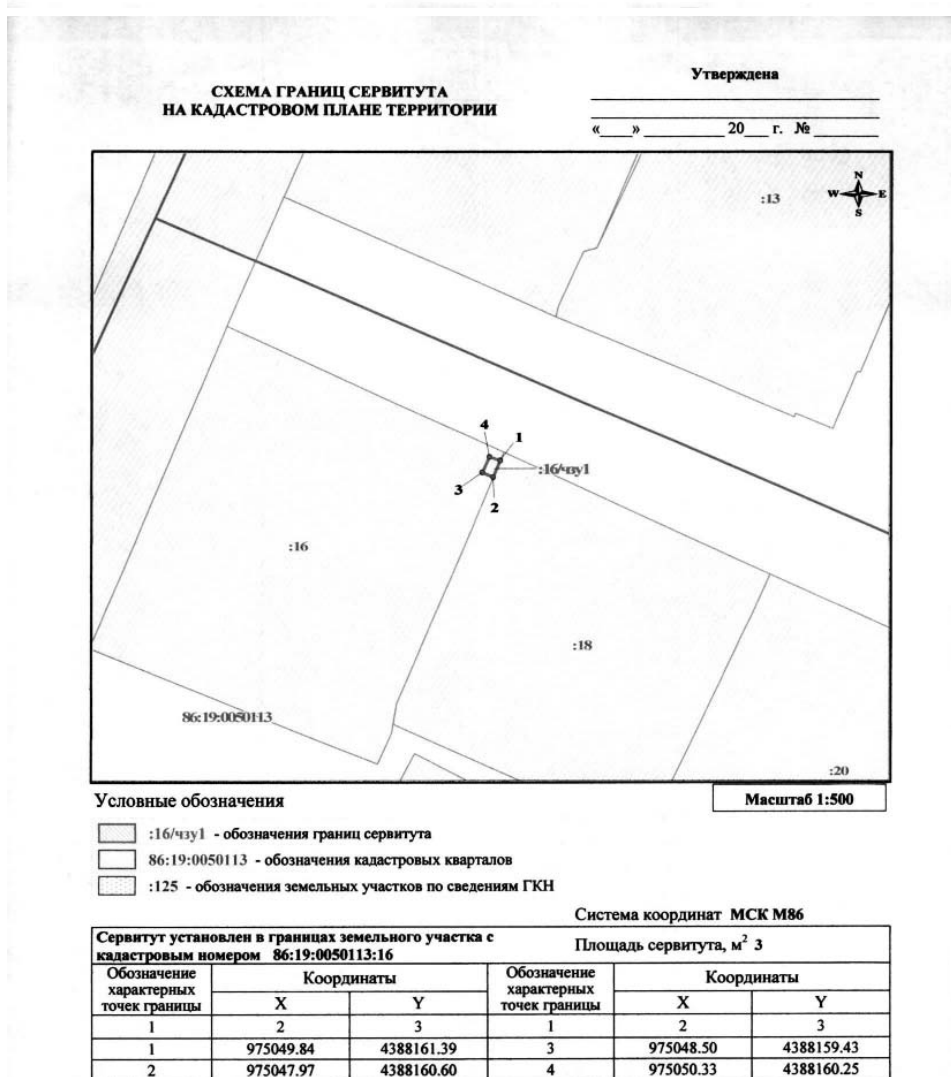 Утверждена
СХЕМА ГРАНИЦ СЕРВИТУТА
НА КАДАСТРОВОМ ПЛАНЕ ТЕРРИТОРИИ
«____» ____________ 20___ г. № _________
N
W E
S
:13
4
1
:16/чзу1
3
2
:16
:18
86:19:0050113
:20
Условные обозначения
Масштаб 1:500
:16/чзу1 - обозначения границ сервитута
86:19:0050113 - обозначения кадастровых кварталов
:125 - обозначения земельных участков по сведениям ГКН
Система координат МСК М86
Сервитут установлен в границах земельного участка с
кадастровым номером 86:19:0050113:16
Площадь сервитута, м² 3
Обозначение характерных точек границы Координаты Обозначение характерных точек границы Координаты
X Y X Y
1 2 3 1 2 3
1 975049.84 4388161.39 3 975048.50 4388159.43
2 975047.97 4388160.60 4 975050.33 4388160.25